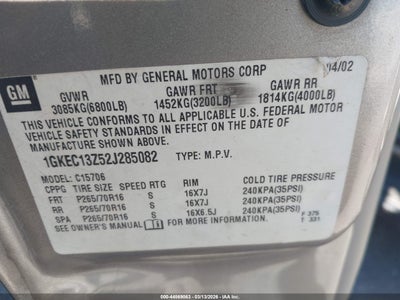 MFD BY GENERAL MOTORS CORP 04/02
GM
GVWR GAWR FRT GAWR RR
3085KG(6800LB) 1452KG(3200LB) 1814KG(4000LB)
THIS VEHICLE CONFORMS TO ALL APPLICABLE U.S. FEDERAL MOTOR
VEHICLE SAFETY STANDARDS IN EFFECT ON THE DATE OF
MANUFACTURE SHOWN ABOVE.
1GKEC13Z52J285082 TYPE: M.P.V.
MODEL: C15706
CPPG TIRE SIZE SPEED RTG RIM COLD TIRE PRESSURE
FRT P265/70R16 S 16X7J 240KPA(35PSI)
RR P265/70R16 S 16X7J 240KPA(35PSI)
SPA P265/70R16 S 16X6.5J 240KPA(35PSI)
SEE OWNER'S MANUAL FOR MORE INFORMATION
F 375
T 331
© IAA - 44569063 | 03/13/2026 - CHICAGO